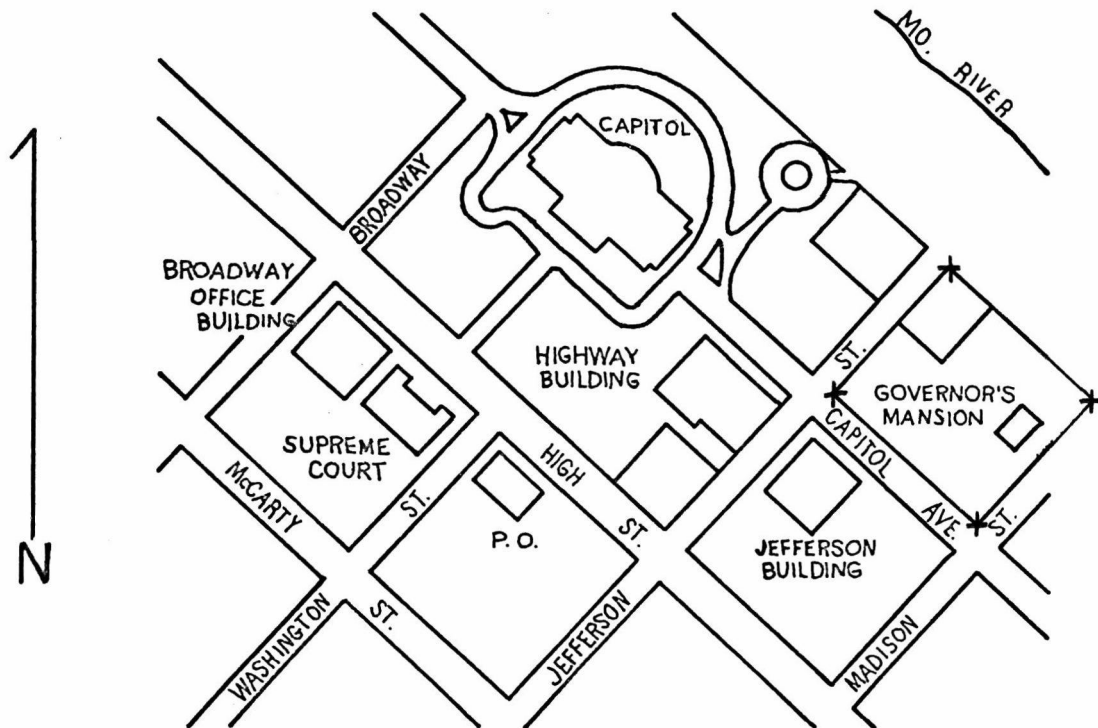 MO.
RIVER
CAPITOL
BROADWAY
BROADWAY
OFFICE
BUILDING
HIGHWAY
BUILDING
ST.
GOVERNOR'S
MANSION
CAPITOL
AVE.
ST.
SUPREME
COURT
HIGH
ST.
McCARTY
ST.
ST.
P.O.
JEFFERSON
BUILDING
WASHINGTON
JEFFERSON
MADISON
N